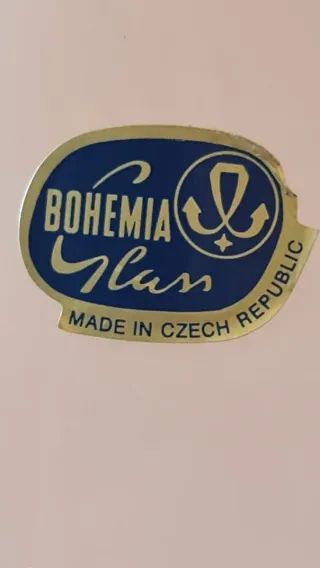 BOHEMIA
Glass
MADE IN CZECH REPUBLIC